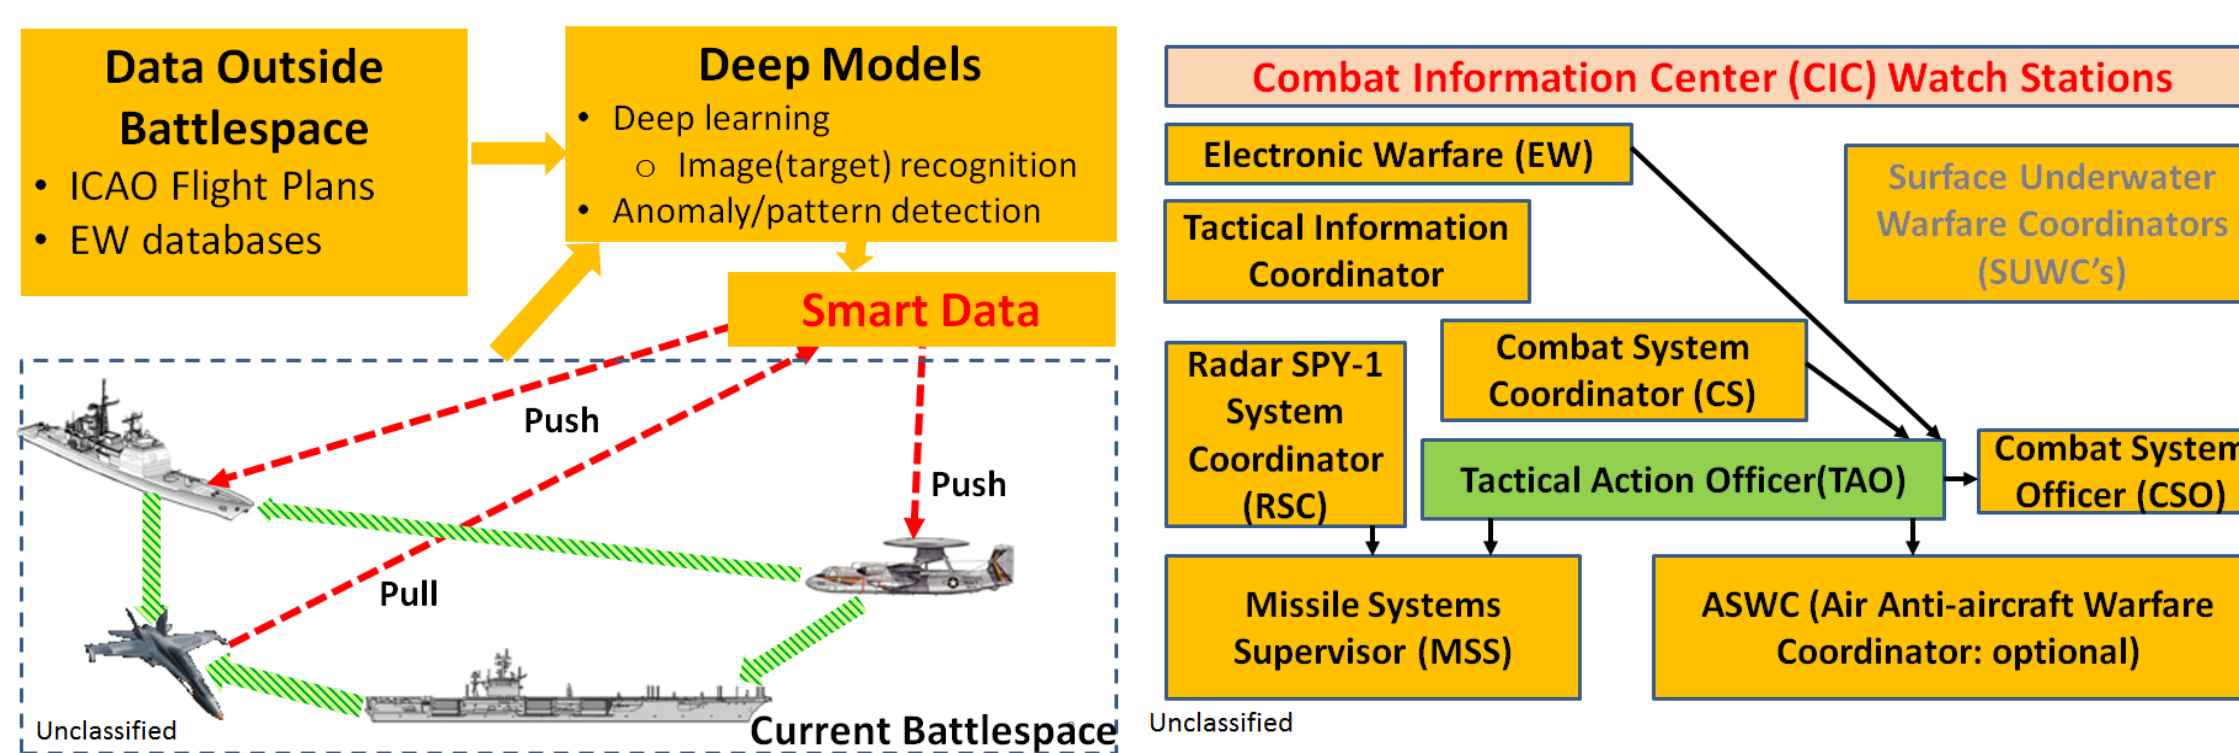 Data Outside
Battlespace
• ICAO Flight Plans
• EW databases
Deep Models
• Deep learning
o Image(target) recognition
• Anomaly/pattern detection
Smart Data
Push
Push
Pull
Unclassified
Current Battlespace
Combat Information Center (CIC) Watch Stations
Electronic Warfare (EW)
Surface Underwater
Warfare Coordinators
(SUWC’s)
Tactical Information
Coordinator
Combat System
Coordinator (CS)
Radar SPY-1
System
Coordinator
(RSC)
Tactical Action Officer(TAO)
Combat System
Officer (CSO)
Missile Systems
Supervisor (MSS)
ASWC (Air Anti-aircraft Warfare
Coordinator: optional)
Unclassified